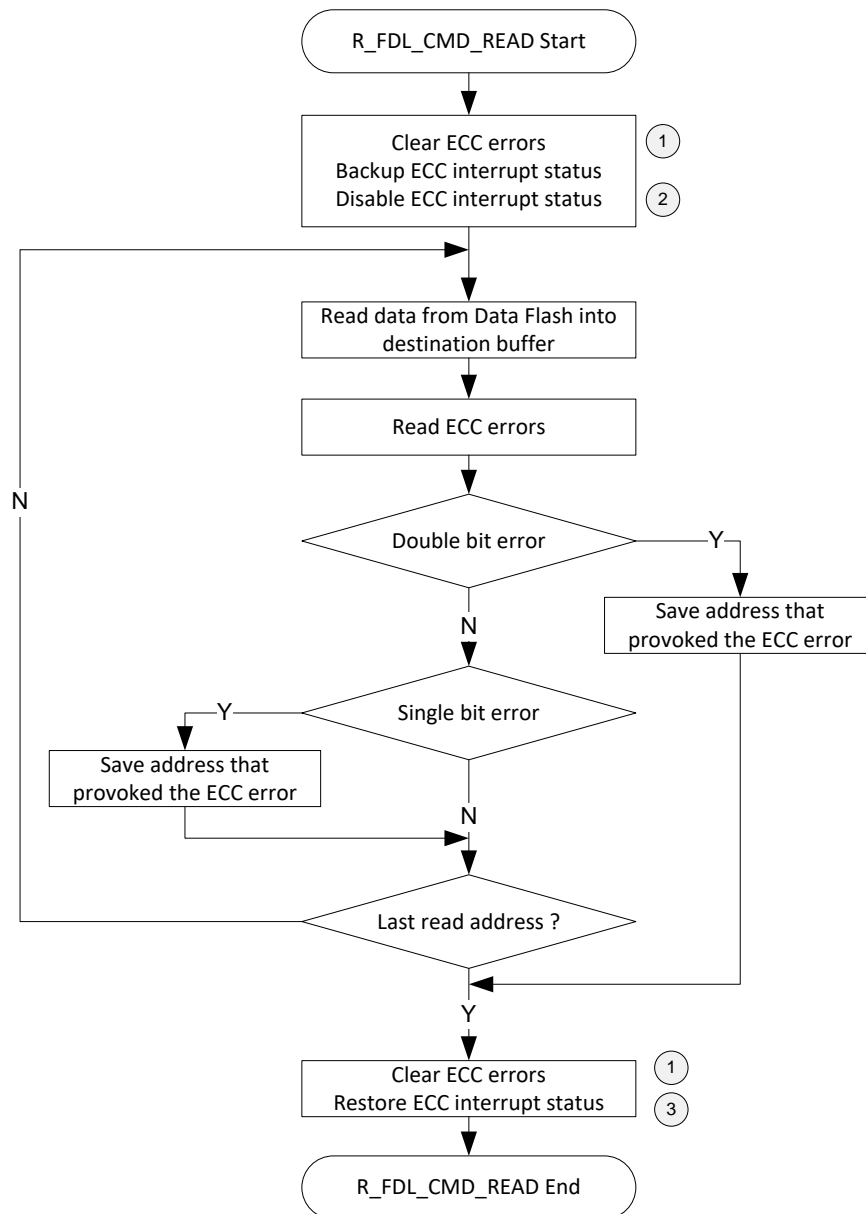 R_FDL_CMD_READ Start
Clear ECC errors
1
Backup ECC interrupt status
Disable ECC interrupt status
2
Read data from Data Flash into
destination buffer
Read ECC errors
N
Double bit error
Y
Save address that
provoked the ECC error
N
Y
Single bit error
Save address that
provoked the ECC error
N
Last read address ?
Y
Clear ECC errors
1
Restore ECC interrupt status
3
R_FDL_CMD_READ End